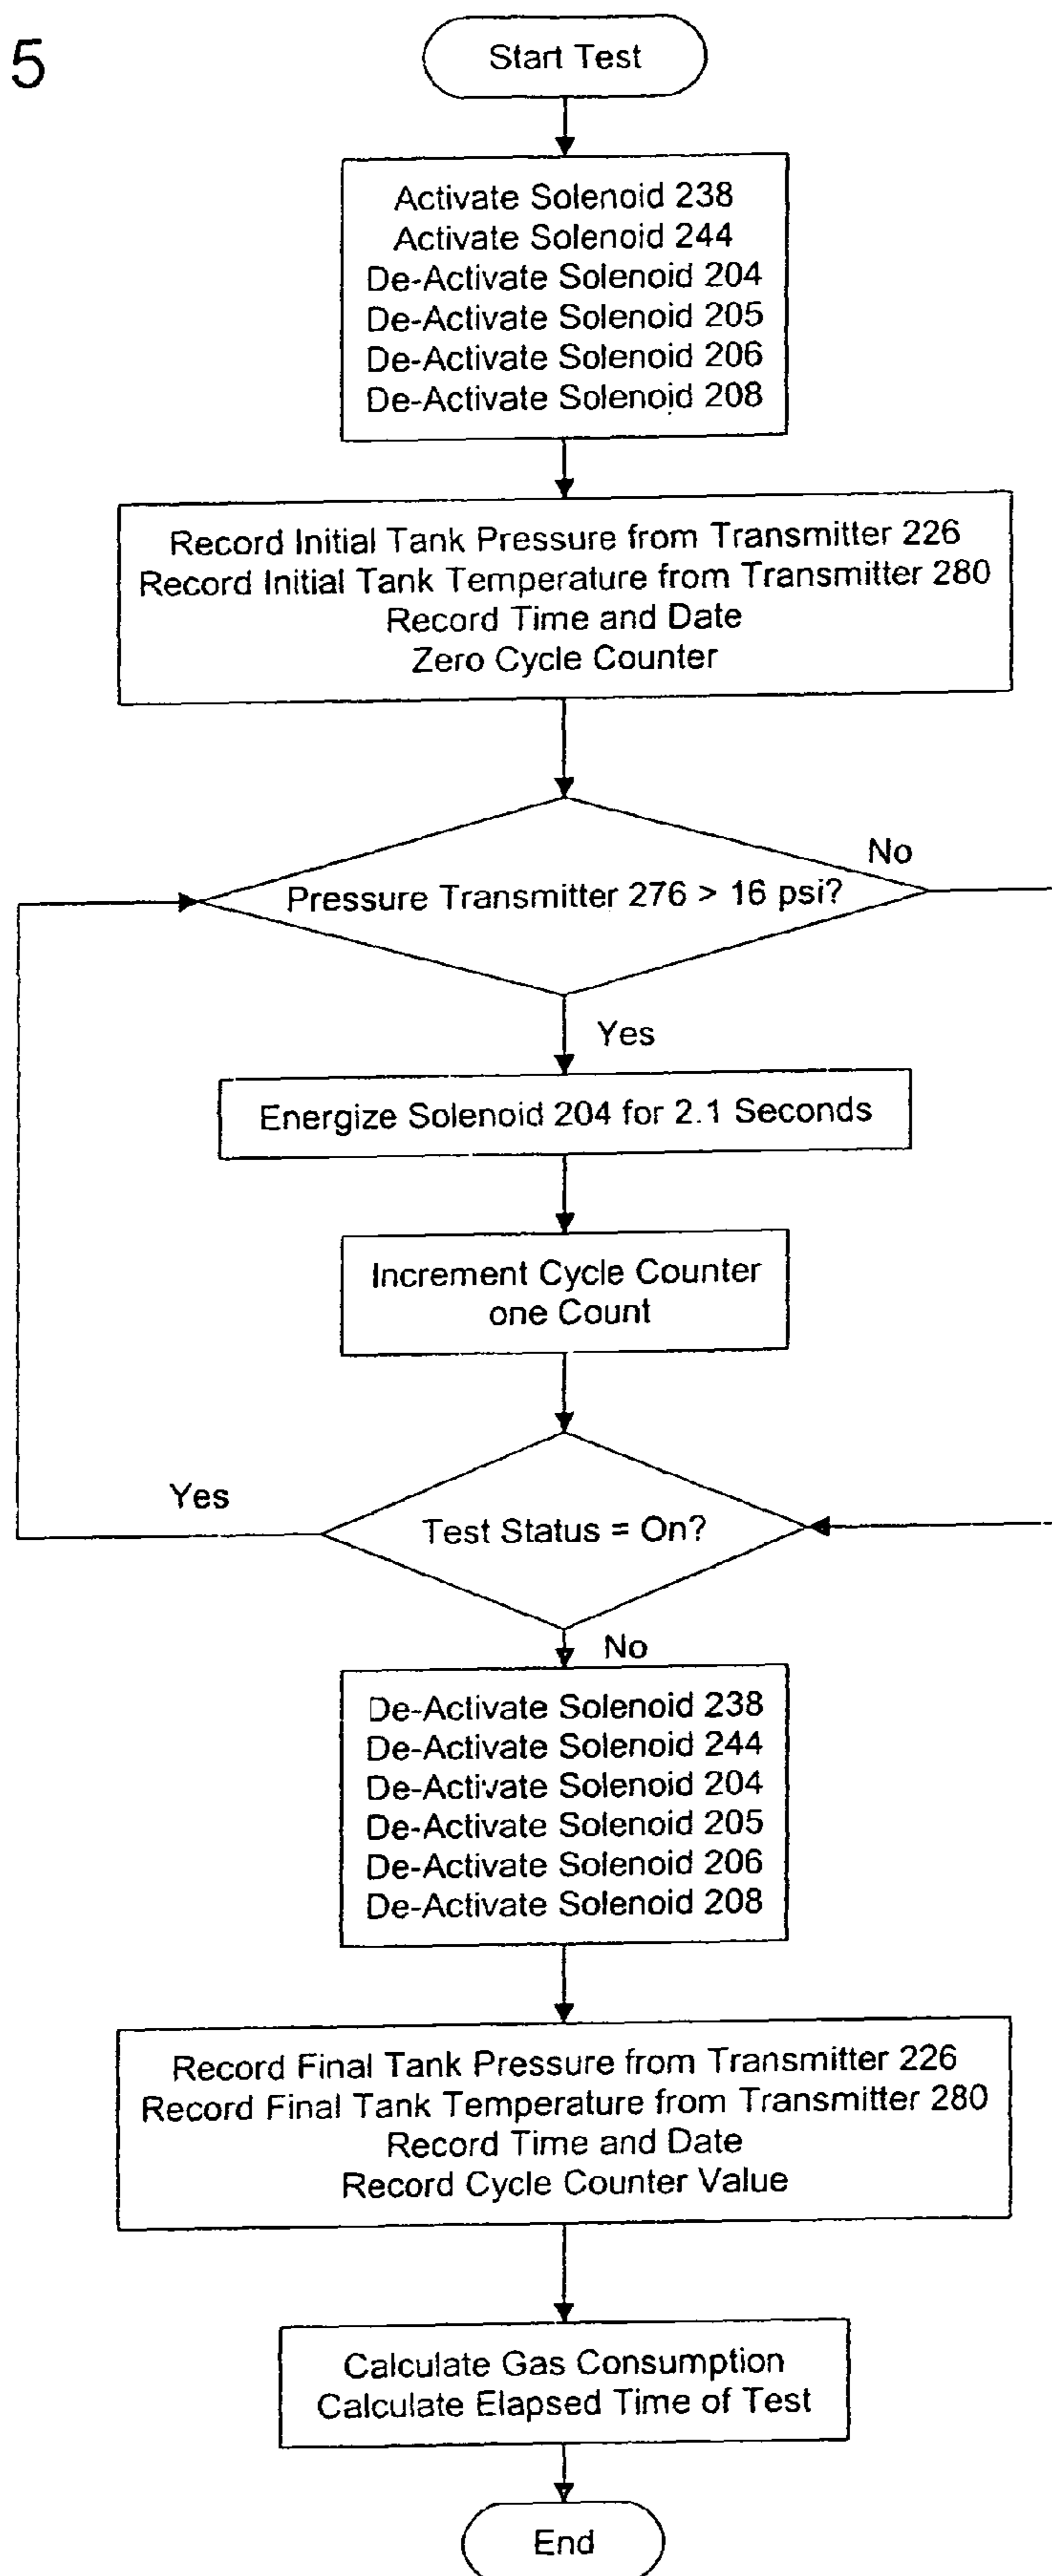 5
Start Test
Activate Solenoid 238
Activate Solenoid 244
De-Activate Solenoid 204
De-Activate Solenoid 205
De-Activate Solenoid 206
De-Activate Solenoid 208
Record Initial Tank Pressure from Transmitter 226
Record Initial Tank Temperature from Transmitter 280
Record Time and Date
Zero Cycle Counter
No
Pressure Transmitter 276 > 16 psi?
Yes
Energize Solenoid 204 for 2.1 Seconds
Increment Cycle Counter
one Count
Yes
Test Status = On?
No
De-Activate Solenoid 238
De-Activate Solenoid 244
De-Activate Solenoid 204
De-Activate Solenoid 205
De-Activate Solenoid 206
De-Activate Solenoid 208
Record Final Tank Pressure from Transmitter 226
Record Final Tank Temperature from Transmitter 280
Record Time and Date
Record Cycle Counter Value
Calculate Gas Consumption
Calculate Elapsed Time of Test
End